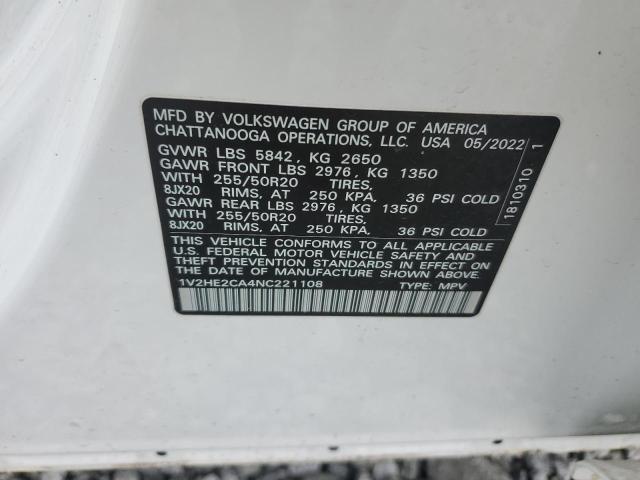 MFD BY VOLKSWAGEN GROUP OF AMERICA
CHATTANOOGA OPERATIONS, LLC. USA 05/2022
GVWR LBS 5842, KG 2650
GAWR FRONT LBS 2976, KG 1350
WITH 255/50R20 TIRES,
8JX20 RIMS, AT 250 KPA, 36 PSI COLD
GAWR REAR LBS 2976, KG 1350
WITH 255/50R20 TIRES,
8JX20 RIMS, AT 250 KPA, 36 PSI COLD
THIS VEHICLE CONFORMS TO ALL APPLICABLE
U.S. FEDERAL MOTOR VEHICLE SAFETY AND
THEFT PREVENTION STANDARDS IN EFFECT ON
THE DATE OF MANUFACTURE SHOWN ABOVE.
1V2HE2CA4NC221108 TYPE: MPV
1810310 1